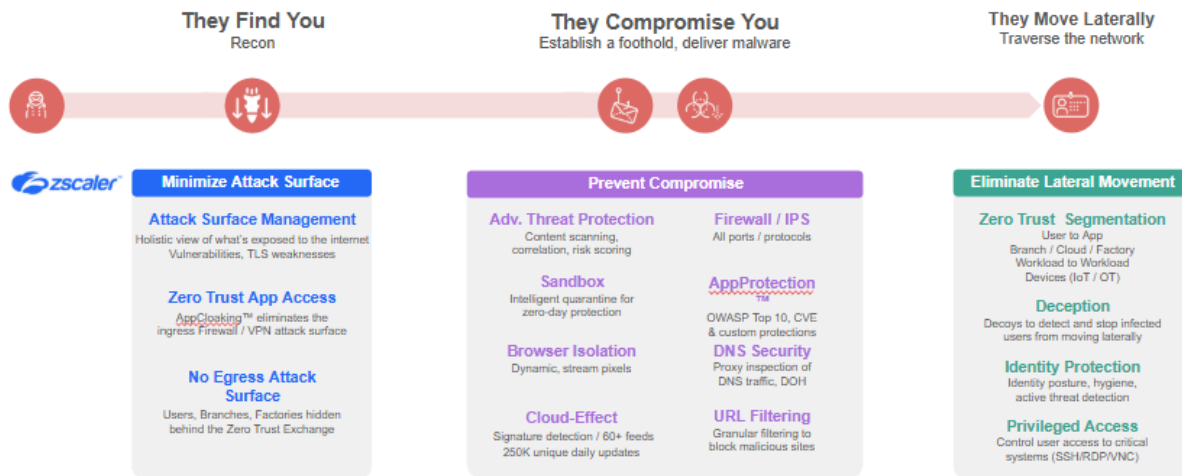 They Find You
Recon
They Compromise You
Establish a foothold, deliver malware
They Move Laterally
Traverse the network
zscaler™
Minimize Attack Surface
Attack Surface Management
Holistic view of what's exposed to the internet
Vulnerabilities, TLS weaknesses
Zero Trust App Access
AppCloaking™ eliminates the
ingress Firewall / VPN attack surface
No Egress Attack
Surface
Users, Branches, Factories hidden
behind the Zero Trust Exchange
Prevent Compromise
Adv. Threat Protection
Content scanning,
correlation, risk scoring
Sandbox
Intelligent quarantine for
zero-day protection
Browser Isolation
Dynamic, stream pixels
Cloud-Effect
Signature detection / 60+ feeds
250K unique daily updates
Firewall / IPS
All ports / protocols
AppProtection
™
OWASP Top 10, CVE
& custom protections
DNS Security
Proxy inspection of
DNS traffic, DOH
URL Filtering
Granular filtering to
block malicious sites
Eliminate Lateral Movement
Zero Trust Segmentation
User to App
Branch / Cloud / Factory
Workload to Workload
Devices (IoT / OT)
Deception
Decoys to detect and stop infected
users from moving laterally
Identity Protection
Identity posture, hygiene,
active threat detection
Privileged Access
Control user access to critical
systems (SSH/RDP/VNC)